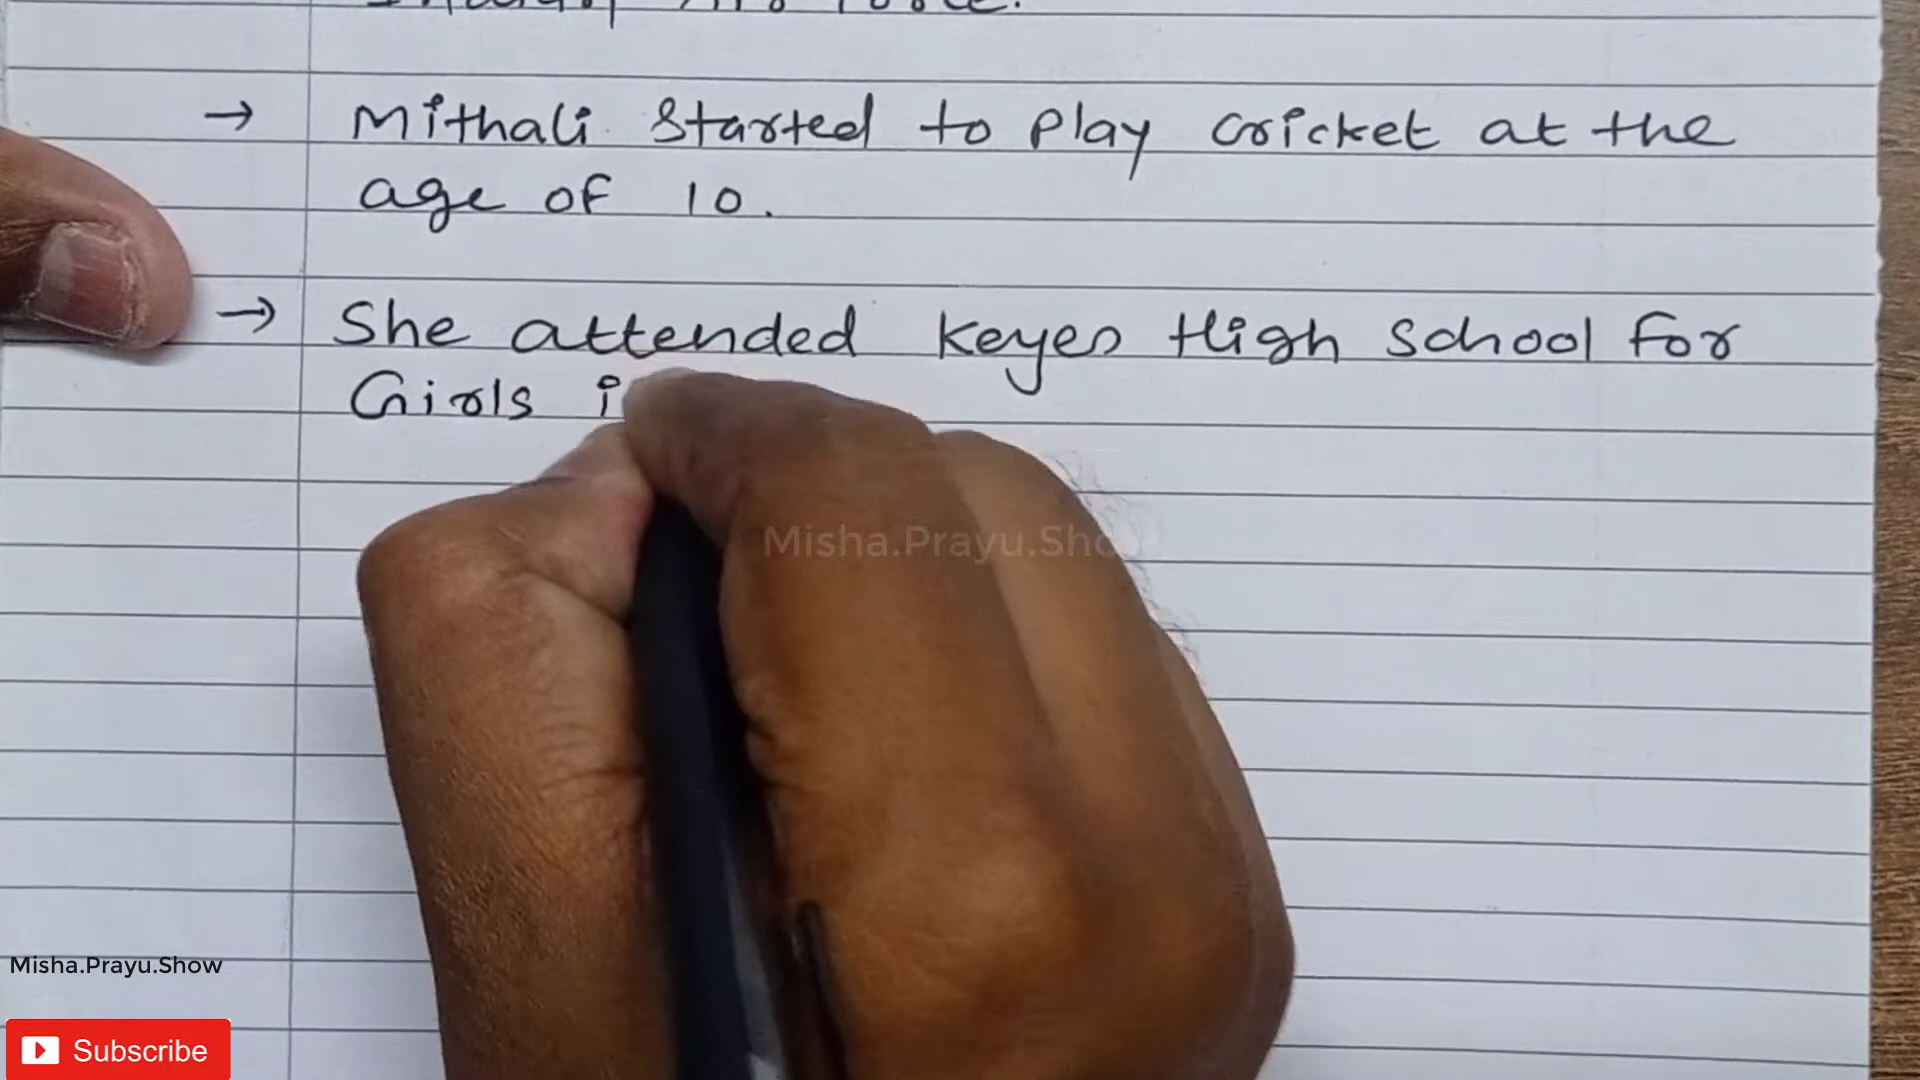 → Mithali started to play cricket at the
age of 10.
→ She attended Keyes High School for
Girls i
Misha.Prayu.Sho
Misha.Prayu.Show
Subscribe